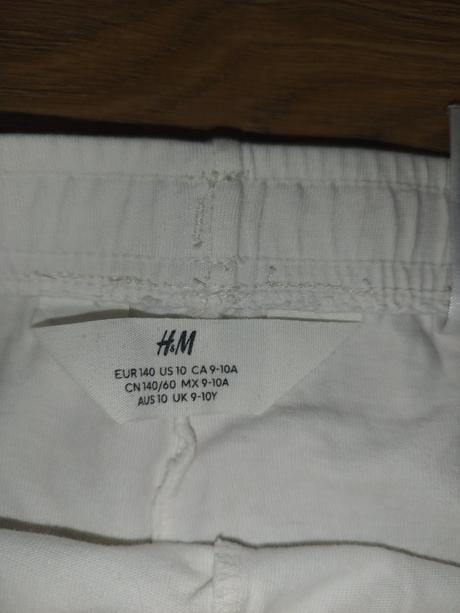 H&M
EUR 140 US 10 CA 9-10A
CN 140/60 MX 9-10A
AUS 10 UK 9-10Y